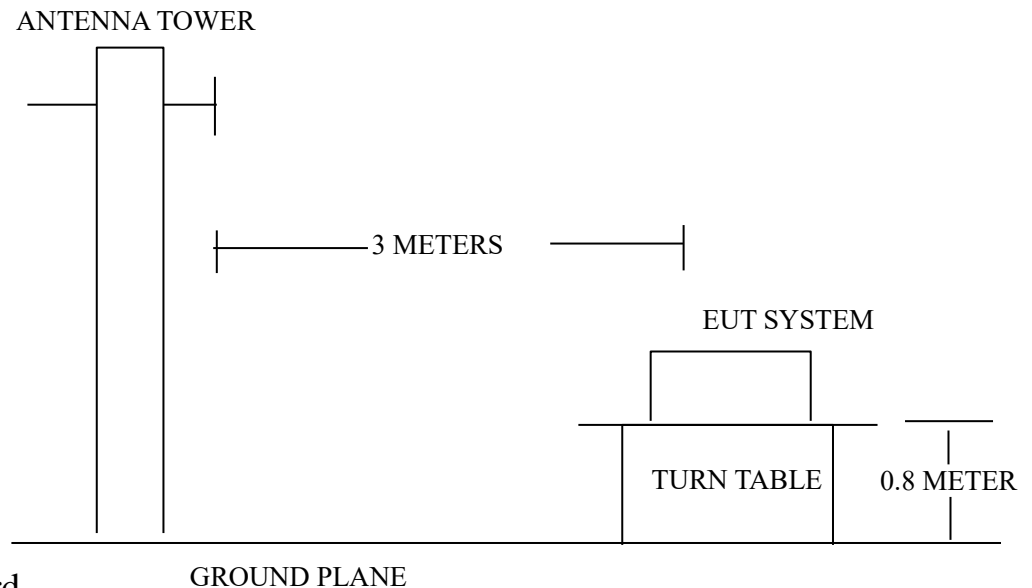 ANTENNA TOWER
3 METERS
EUT SYSTEM
TURN TABLE
0.8 METER
GROUND PLANE